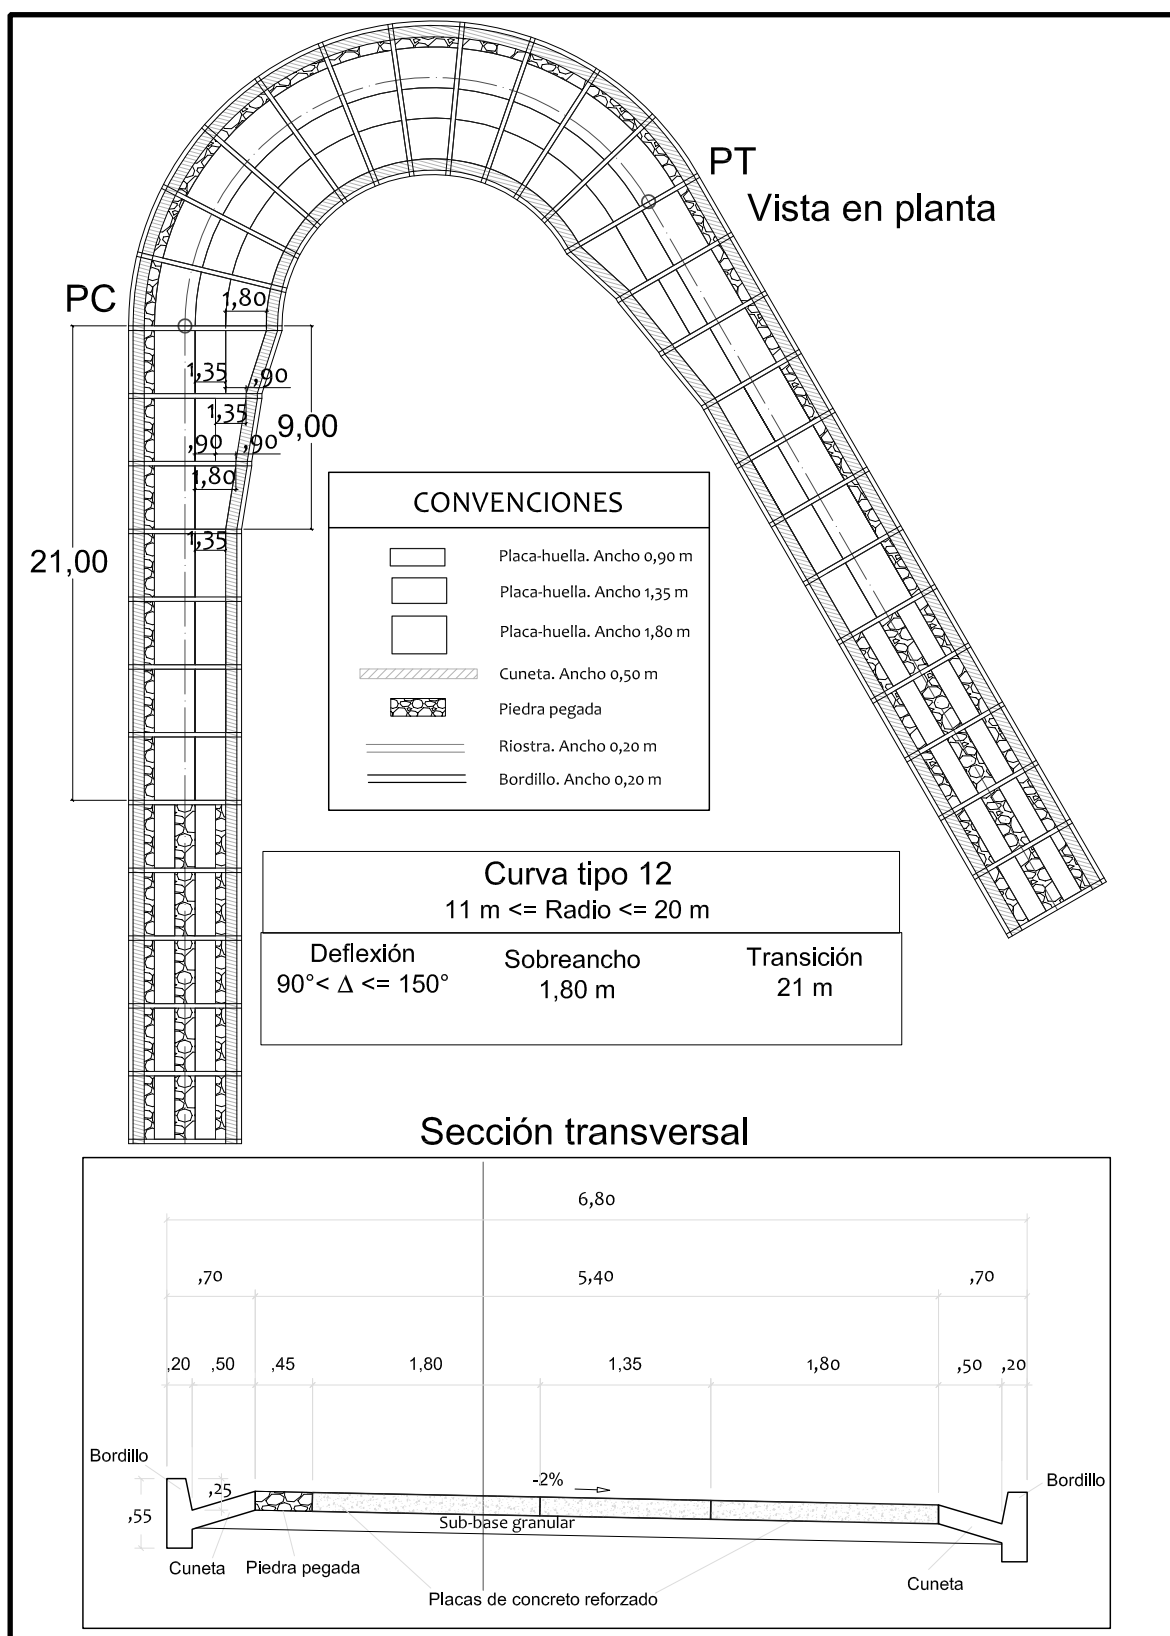 PT
Vista en planta
PC
1,80
1,35
,90
1,35
9,00
,90
,90
1,80
1,35
21,00
CONVENCIONES
Placa-huella. Ancho 0,90 m
Placa-huella. Ancho 1,35 m
Placa-huella. Ancho 1,80 m
Cuneta. Ancho 0,50 m
Piedra pegada
Riostra. Ancho 0,20 m
Bordillo. Ancho 0,20 m
Curva tipo 12
11 m <= Radio <= 20 m
Deflexión
90°< Δ <= 150°
Sobreancho
1,80 m
Transición
21 m
Sección transversal
6,80
,70 5,40 ,70
,20 ,50 ,45 1,80 1,35 1,80 ,50 ,20
Bordillo
,25
-2%
Bordillo
,55
Sub-base granular
Cuneta
Piedra pegada
Placas de concreto reforzado
Cuneta